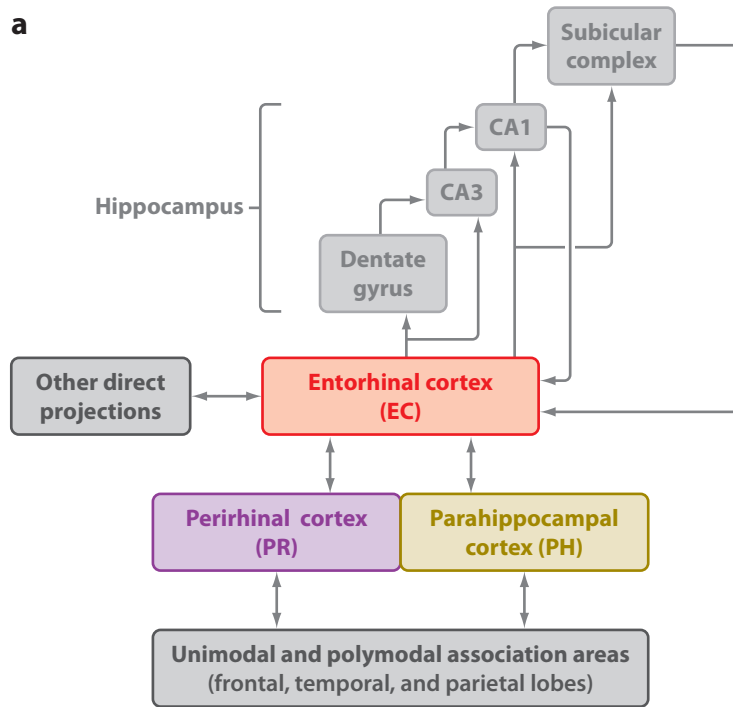 a
Subicular
complex
CA1
CA3
Hippocampus
Dentate
gyrus
Other direct
projections
Entorhinal cortex
(EC)
Perirhinal cortex
(PR)
Parahippocampal
cortex (PH)
Unimodal and polymodal association areas
(frontal, temporal, and parietal lobes)